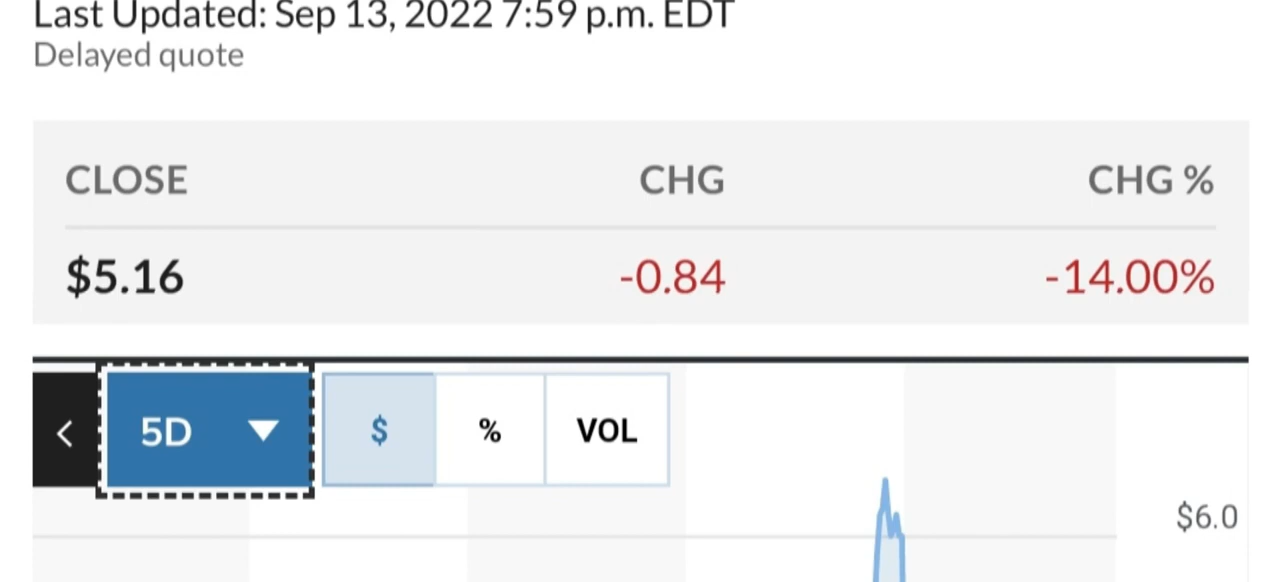 Last Updated: Sep 13, 2022 7:59 p.m. EDT
Delayed quote
CLOSE CHG CHG %
$5.16 -0.84 -14.00%
5D $ % VOL
$6.0